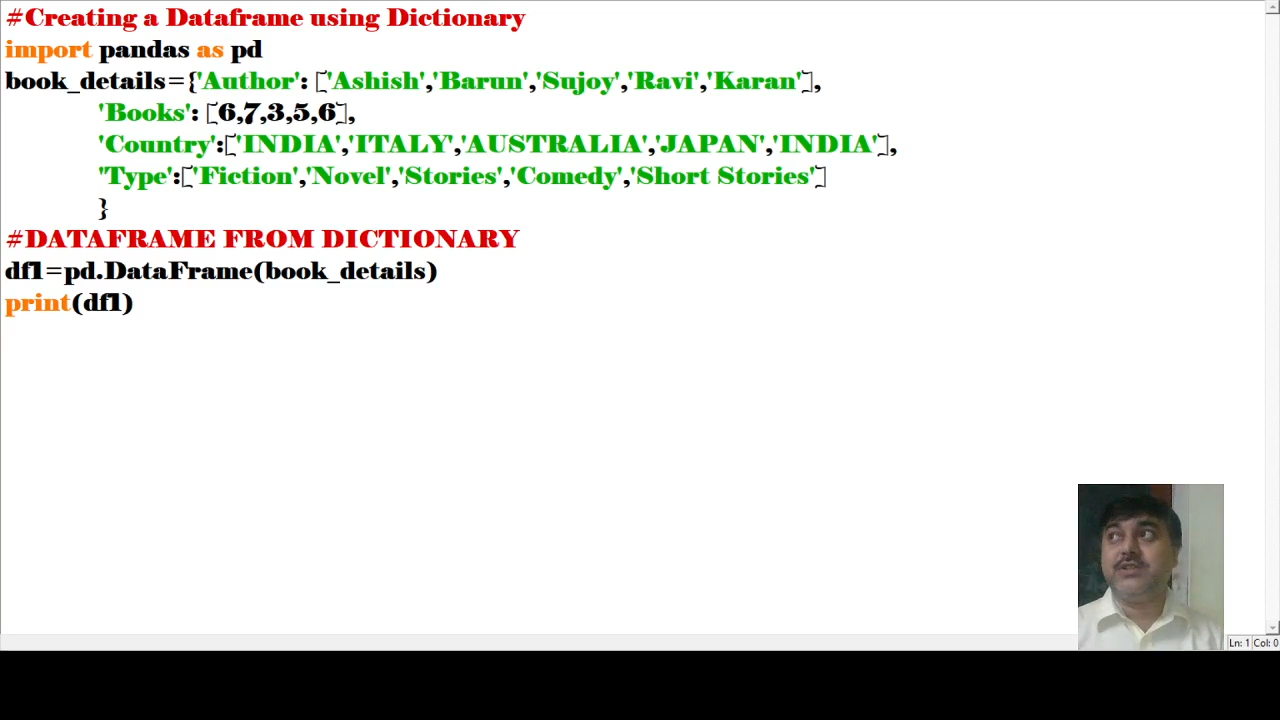 #Creating a Dataframe using Dictionary
import pandas as pd
book_details={'Author': ['Ashish','Barun','Sujoy','Ravi','Karan'],
'Books': [6,7,3,5,6],
'Country':['INDIA','ITALY','AUSTRALIA','JAPAN','INDIA'],
'Type':['Fiction','Novel','Stories','Comedy','Short Stories']
}
#DATAFRAME FROM DICTIONARY
df1=pd.DataFrame(book_details)
print(df1)
Ln: 1 Col: 0